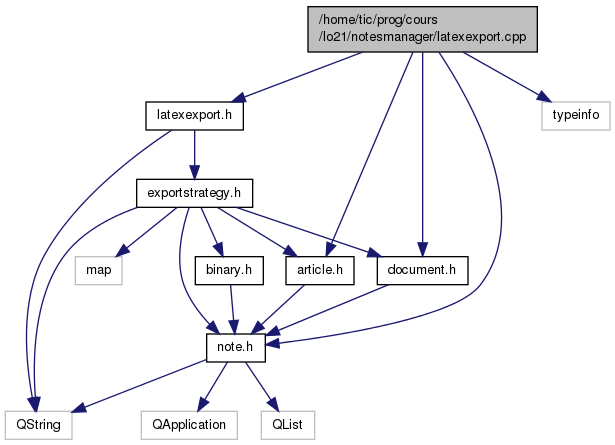 /home/tic/prog/cours
/lo21/notesmanager/latexexport.cpp
latexexport.h
typeinfo
exportstrategy.h
map
binary.h
article.h
document.h
note.h
QString
QApplication
QList